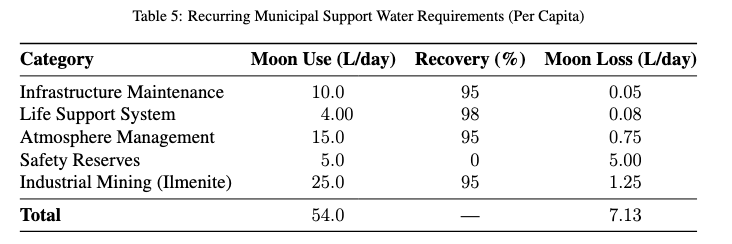 Table 5: Recurring Municipal Support Water Requirements (Per Capita)
Category Moon Use (L/day) Recovery (%) Moon Loss (L/day)
Infrastructure Maintenance 10.0 95 0.05
Life Support System 4.00 98 0.08
Atmosphere Management 15.0 95 0.75
Safety Reserves 5.0 0 5.00
Industrial Mining (Ilmenite) 25.0 95 1.25
Total 54.0 — 7.13